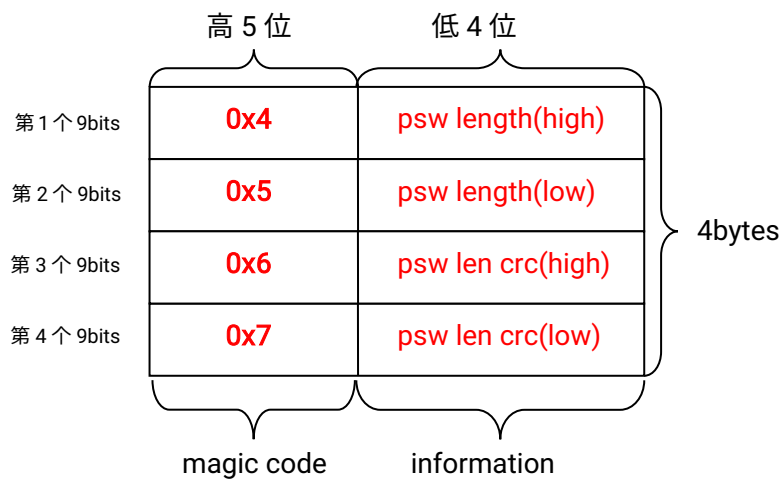 高 5 位 低 4 位
第 1 个 9bits 0x4 psw length(high)
第 2 个 9bits 0x5 psw length(low)
4bytes
第 3 个 9bits 0x6 psw len crc(high)
第 4 个 9bits 0x7 psw len crc(low)
magic code information